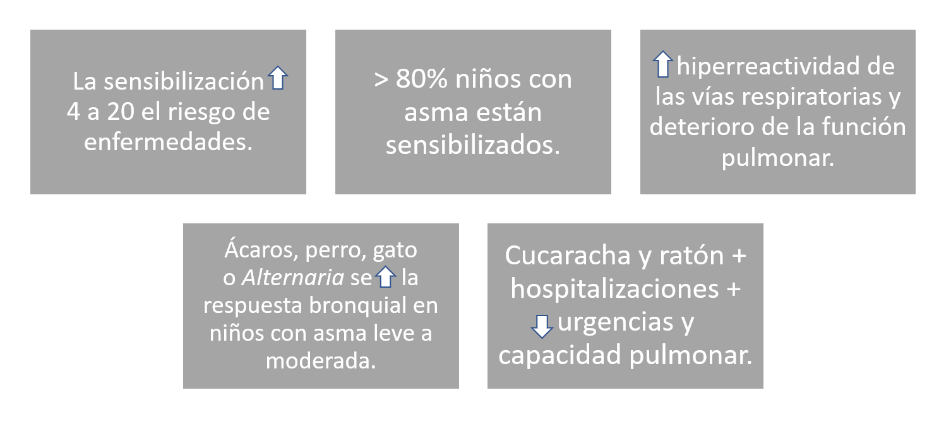 La sensibilización ⬆
4 a 20 el riesgo de
enfermedades.
> 80% niños con
asma están
sensibilizados.
⬆ hiperreactividad de
las vías respiratorias y
deterioro de la función
pulmonar.
Ácaros, perro, gato
o Alternaria se ⬆ la
respuesta bronquial en
niños con asma leve a
moderada.
Cucaracha y ratón +
hospitalizaciones +
⬇ urgencias y
capacidad pulmonar.